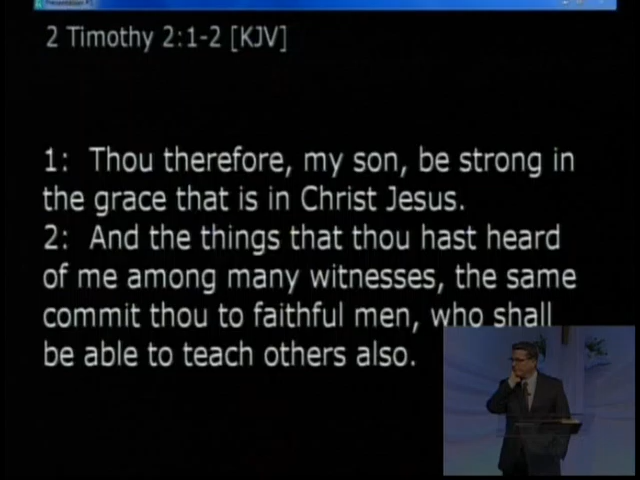 2 Timothy 2:1-2 [KJV]
1: Thou therefore, my son, be strong in
the grace that is in Christ Jesus.
2: And the things that thou hast heard
of me among many witnesses, the same
commit thou to faithful men, who shall
be able to teach others also.